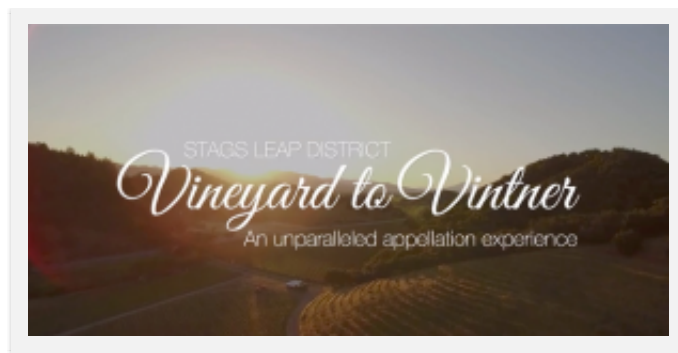 STAGS LEAP DISTRICT
Vineyard to Vintner
An unparalleled appellation experience